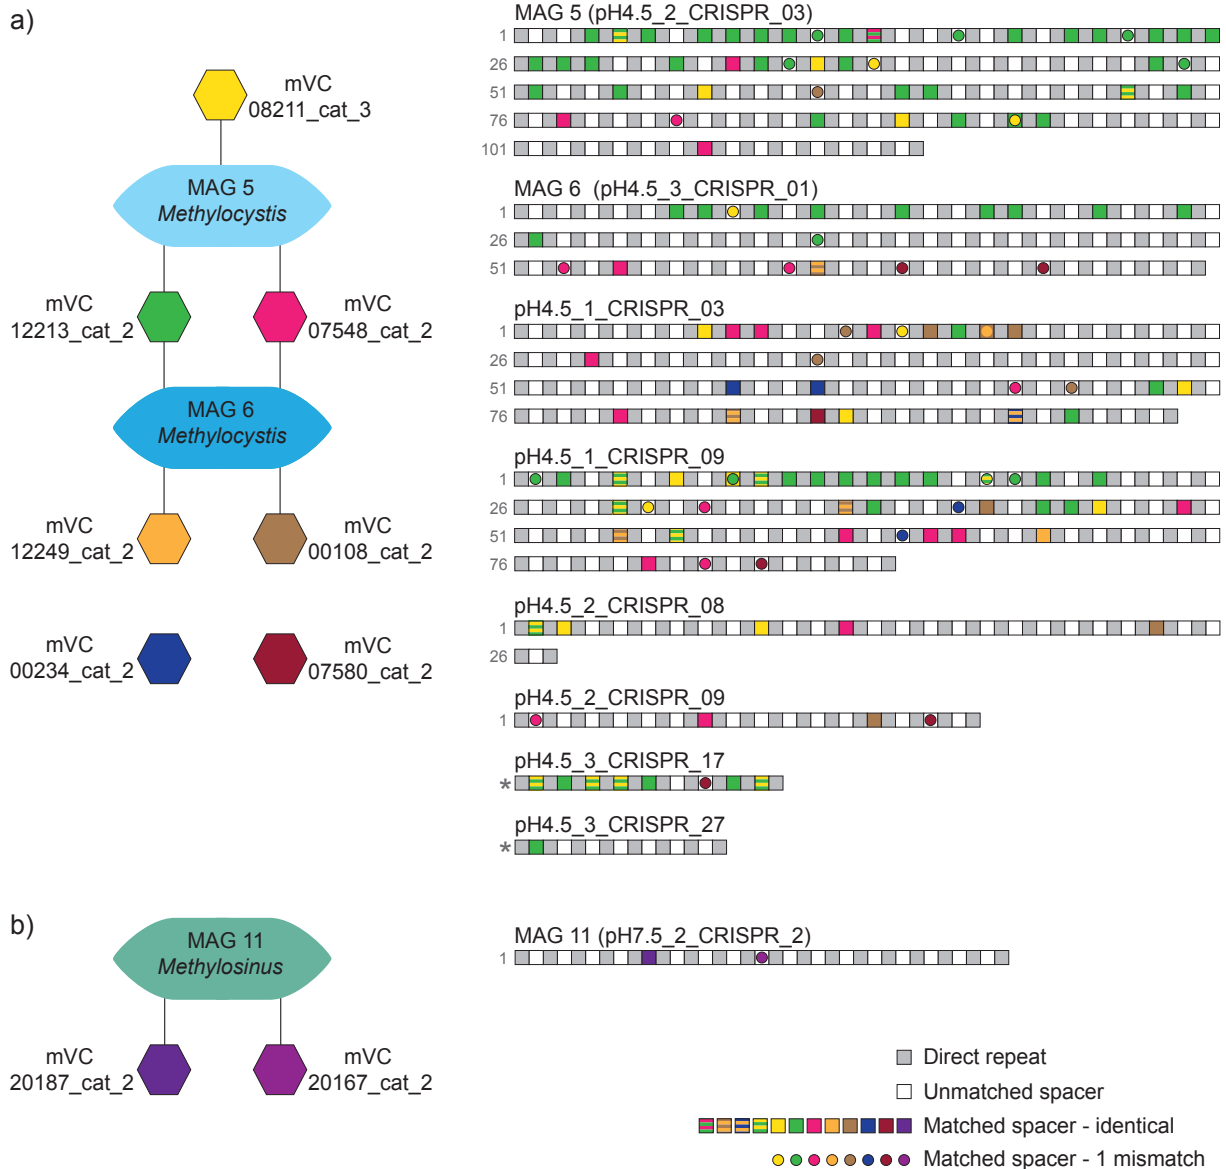 a)
mVC
08211_cat_3
MAG 5
Methylocystis
mVC
12213_cat_2
mVC
07548_cat_2
MAG 6
Methylocystis
mVC
12249_cat_2
mVC
00108_cat_2
mVC
00234_cat_2
mVC
07580_cat_2
MAG 5 (pH4.5_2_CRISPR_03)
1
26
51
76
101
MAG 6 (pH4.5_3_CRISPR_01)
1
26
51
pH4.5_1_CRISPR_03
1
26
51
76
pH4.5_1_CRISPR_09
1
26
51
76
pH4.5_2_CRISPR_08
1
26
pH4.5_2_CRISPR_09
1
pH4.5_3_CRISPR_17
*
pH4.5_3_CRISPR_27
*
b)
MAG 11
Methylosinus
mVC
20187_cat_2
mVC
20167_cat_2
MAG 11 (pH7.5_2_CRISPR_2)
1
Direct repeat
Unmatched spacer
Matched spacer - identical
Matched spacer - 1 mismatch